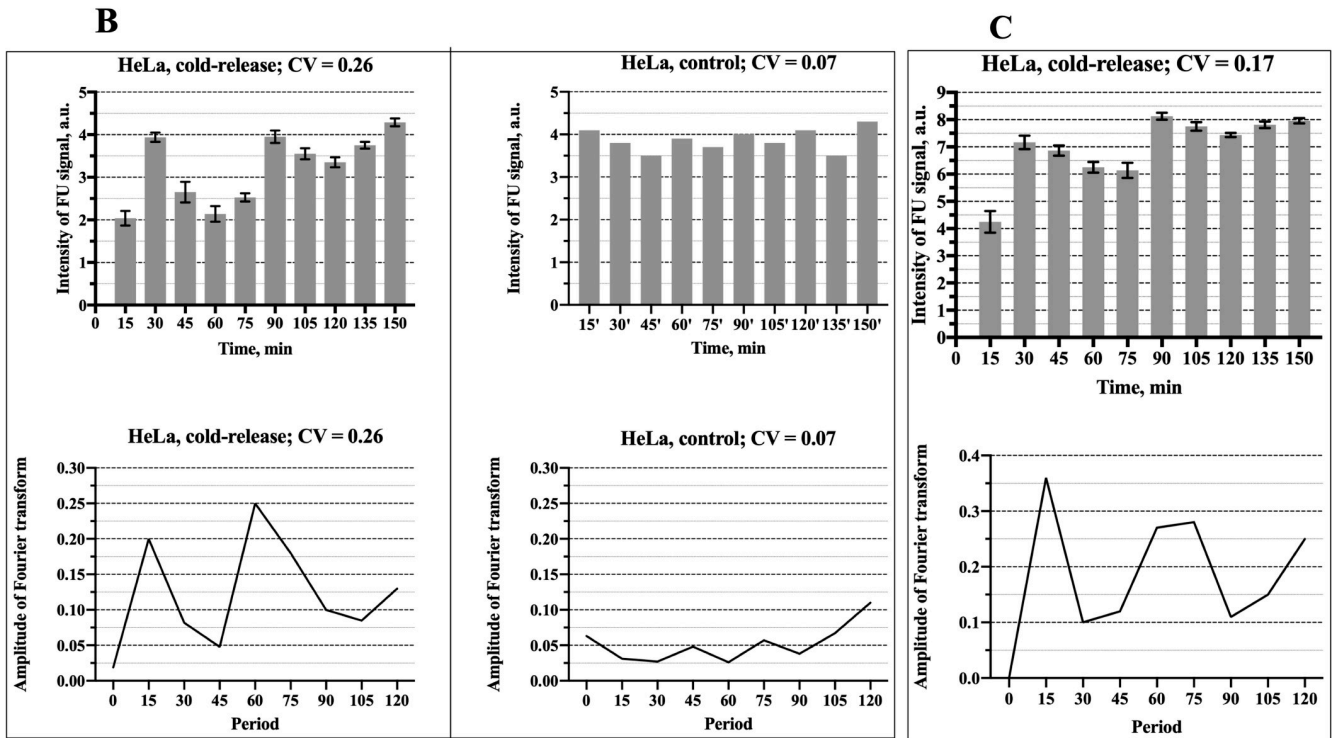 B
C
HeLa, cold-release; CV = 0.26
Intensity of FU signal, a.u.
5
4
3
2
1
0
0 15 30 45 60 75 90 105 120 135 150
Time, min
HeLa, control; CV = 0.07
Intensity of FU signal, a.u.
5
4
3
2
1
0
15' 30' 45' 60' 75' 90' 105' 120' 135' 150'
Time, min
HeLa, cold-release; CV = 0.17
Intensity of FU signal, a.u.
9
8
7
6
5
4
3
2
1
0
0 15 30 45 60 75 90 105 120 135 150
Time, min
HeLa, cold-release; CV = 0.26
Amplitude of Fourier transform
0.30
0.25
0.20
0.15
0.10
0.05
0.00
0 15 30 45 60 75 90 105 120
Period
HeLa, control; CV = 0.07
Amplitude of Fourier transform
0.30
0.25
0.20
0.15
0.10
0.05
0.00
0 15 30 45 60 75 90 105 120
Period
Amplitude of Fourier transform
0.4
0.3
0.2
0.1
0.0
0 15 30 45 60 75 90 105 120
Period